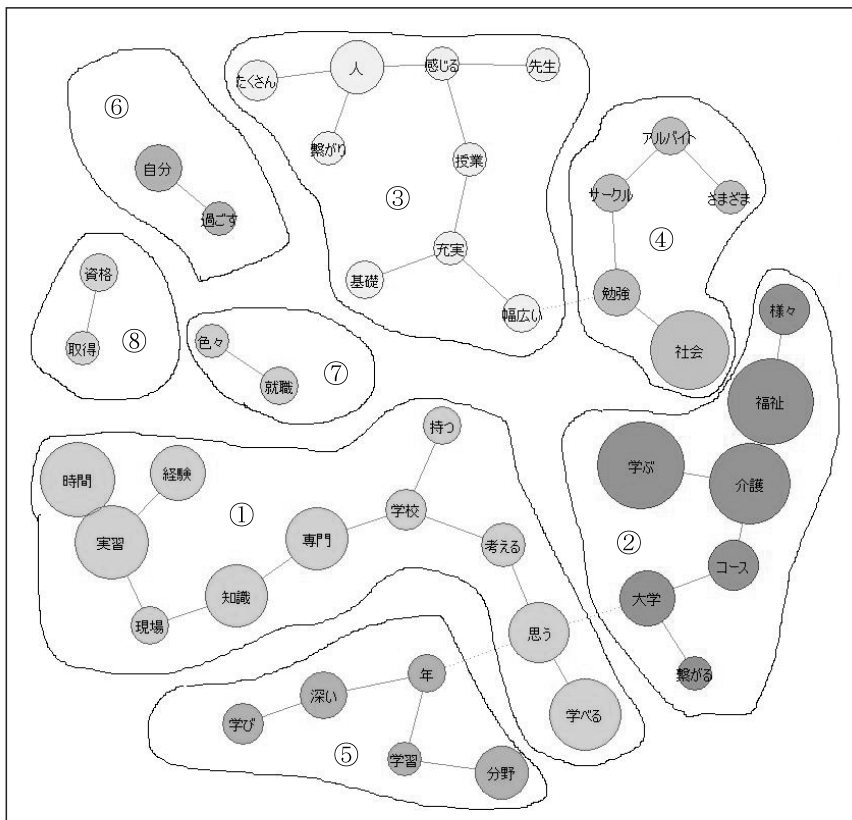 人
感じる
先生
たくさん
⑥
繋がり
アルバイト
授業
自分
サークル
さまざま
③
過ごす
④
充実
資格
基礎
勉強
幅広い
様々
⑧
色々
取得
⑦
社会
就職
福祉
持つ
学ぶ
経験
時間
介護
①
学校
専門
実習
②
考える
コース
知識
大学
現場
思う
年
繋がる
深い
学べる
学び
⑤
学習
分野